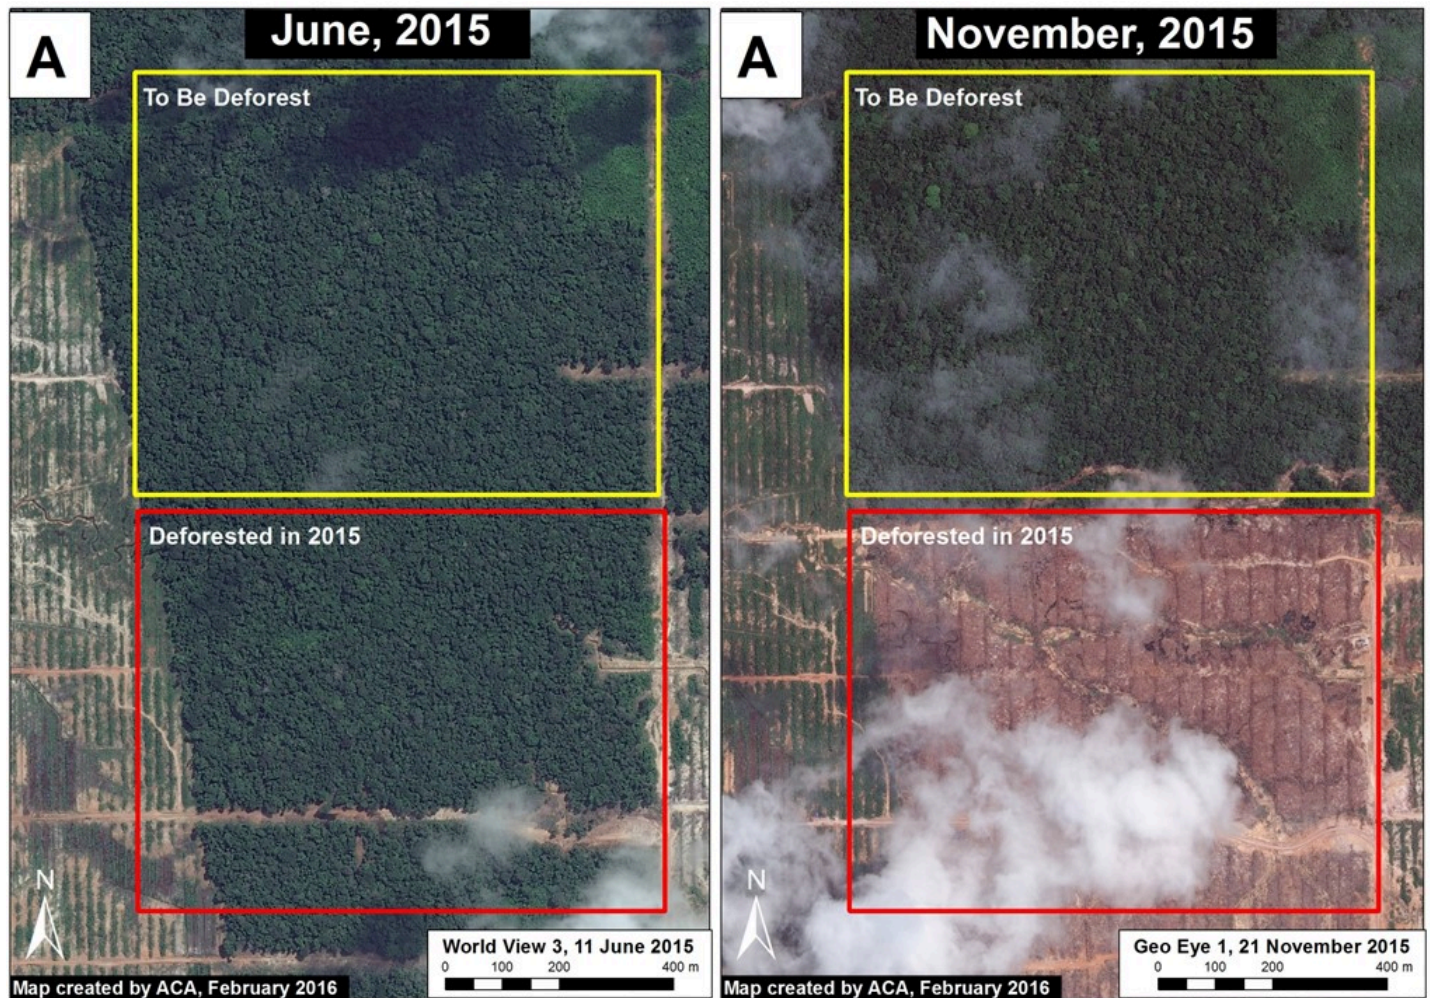 A
June, 2015
To Be Deforest
Deforested in 2015
N
World View 3, 11 June 2015
0 100 200 400 m
Map created by ACA, February 2016
A
November, 2015
To Be Deforest
Deforested in 2015
N
Geo Eye 1, 21 November 2015
0 100 200 400 m
Map created by ACA, February 2016